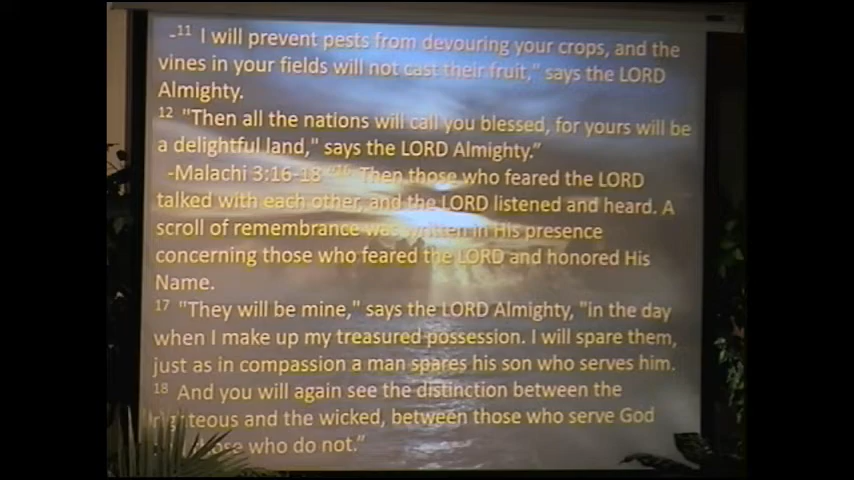 -11 I will prevent pests from devouring your crops, and the
vines in your fields will not cast their fruit," says the LORD
Almighty.
12 "Then all the nations will call you blessed, for yours will be
a delightful land," says the LORD Almighty."
-Malachi 3:16-18 "16 Then those who feared the LORD
talked with each other, and the LORD listened and heard. A
scroll of remembrance was written in His presence
concerning those who feared the LORD and honored His
Name.
17 "They will be mine," says the LORD Almighty, "in the day
when I make up my treasured possession. I will spare them,
just as in compassion a man spares his son who serves him.
18 And you will again see the distinction between the
righteous and the wicked, between those who serve God
those who do not."